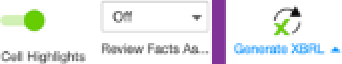 Off
Cell Highlights
Review Facts As...
Generate XBRL